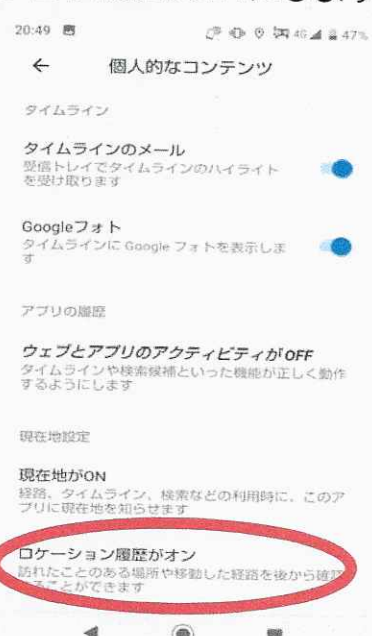 20:49 4G 47%
← 個人的なコンテンツ
タイムライン
タイムラインのメール
受信トレイでタイムラインのハイライト
を受け取ります
Googleフォト
タイムラインに Google フォトを表示しま
す
アプリの履歴
ウェブとアプリのアクティビティが OFF
タイムラインや検索候補といった機能が正しく動作
するようにします
現在地設定
現在地がON
経路、タイムライン、検索などの利用時に、このア
プリに現在地を知らせます
ロケーション履歴がオン
訪れたことのある場所や移動した経路を後から確認
することができます